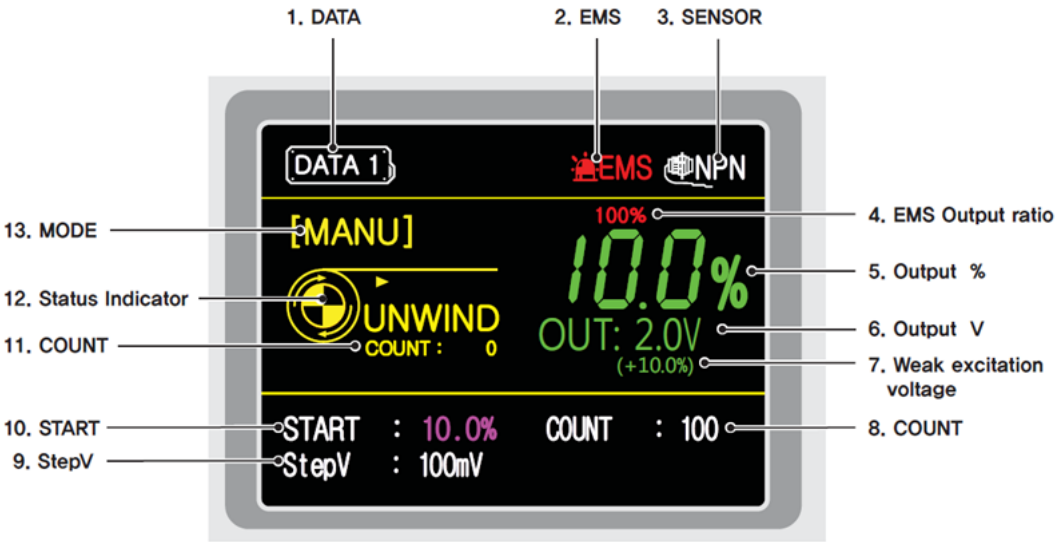 1. DATA
2. EMS
3. SENSOR
DATA 1
EMS
NPN
13. MODE
[MANU]
100%
4. EMS Output ratio
10.0%
5. Output %
12. Status Indicator
UNWIND
OUT: 2.0V
6. Output V
11. COUNT
COUNT : 0
(+10.0%)
7. Weak excitation
voltage
10. START
START : 10.0%
COUNT : 100
8. COUNT
9. StepV
StepV : 100mV